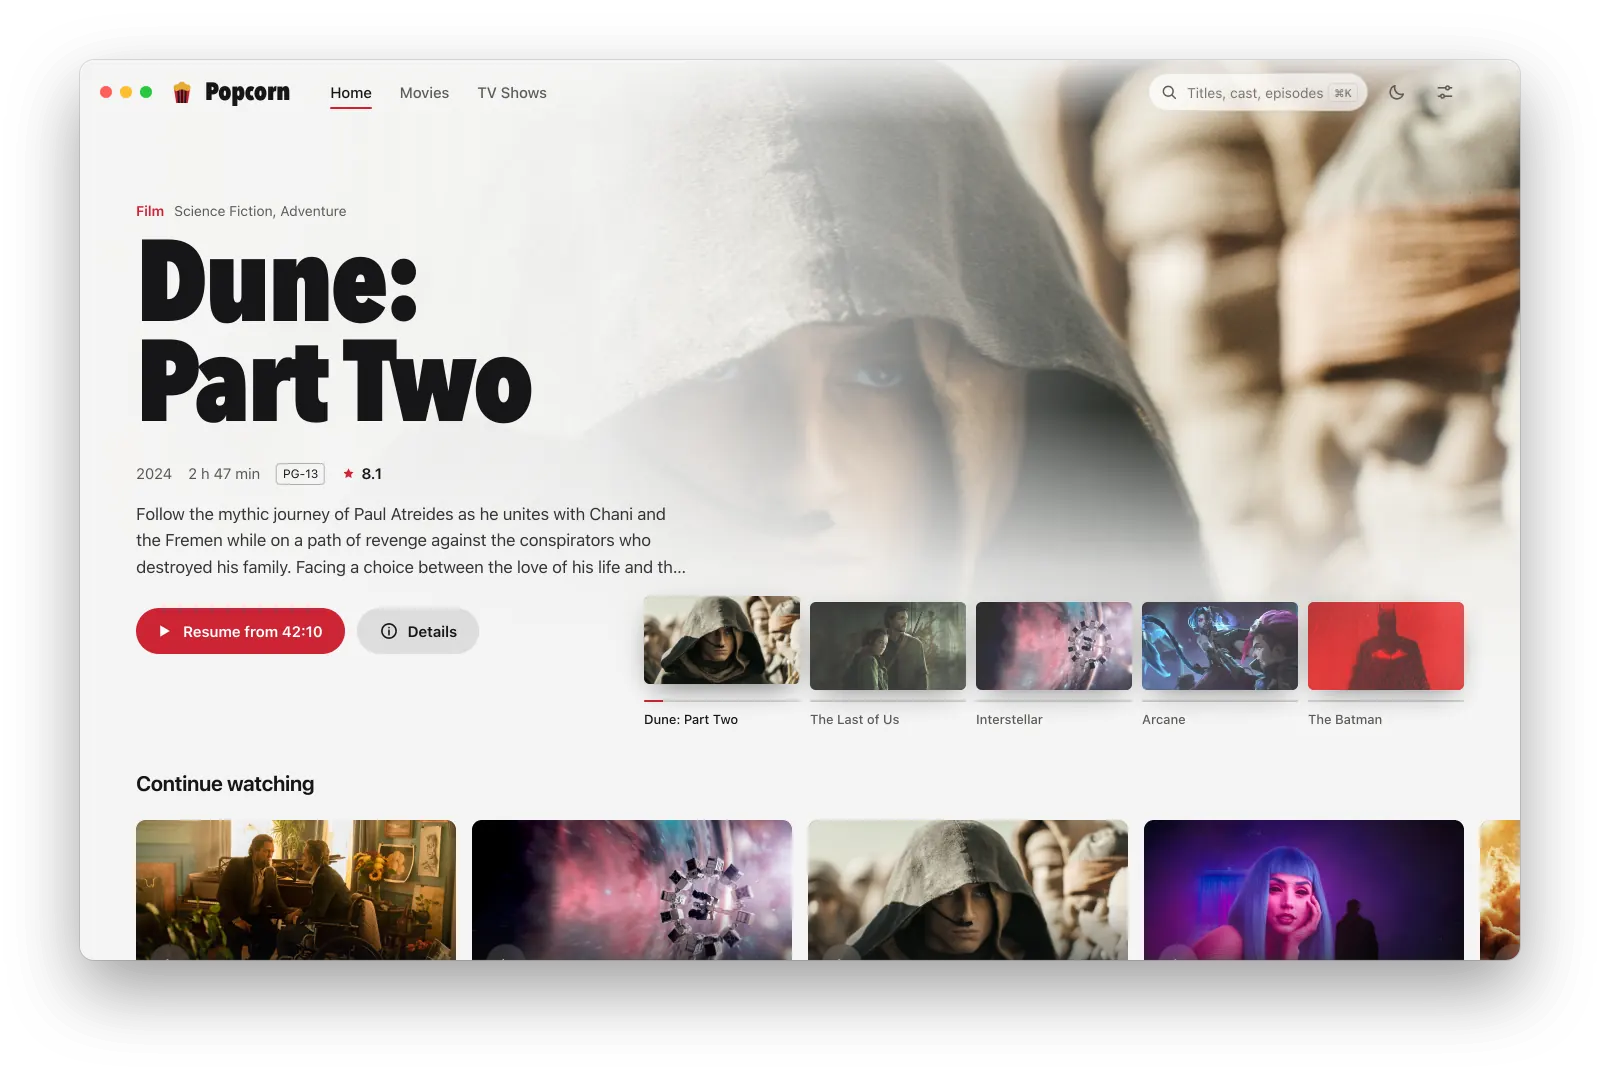 Popcorn
Home
Movies
TV Shows
Titles, cast, episodes
⌘K
Film
Science Fiction, Adventure
Dune:
Part Two
2024
2 h 47 min
PG-13
8.1
Follow the mythic journey of Paul Atreides as he unites with Chani and
the Fremen while on a path of revenge against the conspirators who
destroyed his family. Facing a choice between the love of his life and th...
Resume from 42:10
Details
Dune: Part Two
The Last of Us
Interstellar
Arcane
The Batman
Continue watching